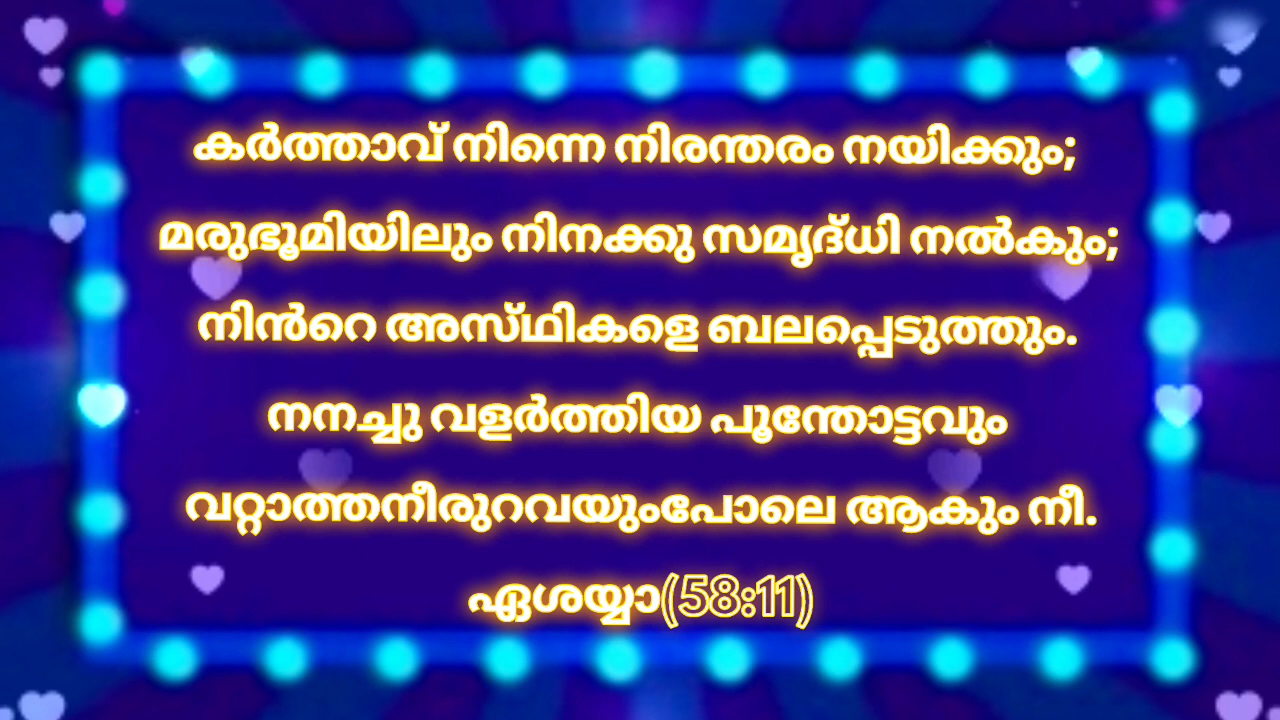 കർത്താവ് നിന്നെ നിരന്തരം നയിക്കും;
മരുഭൂമിയിലും നിനക്കു സമൃദ്ധി നൽകും;
നിൻറെ അസ്ഥികളെ ബലപ്പെടുത്തും.
നനച്ചു വളർത്തിയ പൂന്തോട്ടവും
വറ്റാത്തനീരുറവയുംപോലെ ആകും നീ.
ഏശയ്യാ(58:11)